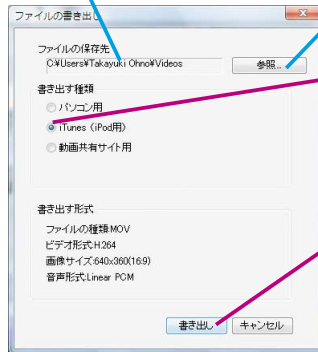 ファイルの書き出し
ファイルの保存先
C:¥Users¥Takayuki Ohno¥Videos
参照...
書き出す種類
パソコン用
iTunes（iPod用）
動画共有サイト用
書き出す形式
ファイルの種類:MOV
ビデオ形式:H.264
画像サイズ:640x360(16:9)
音声形式:Linear PCM
書き出し
キャンセル